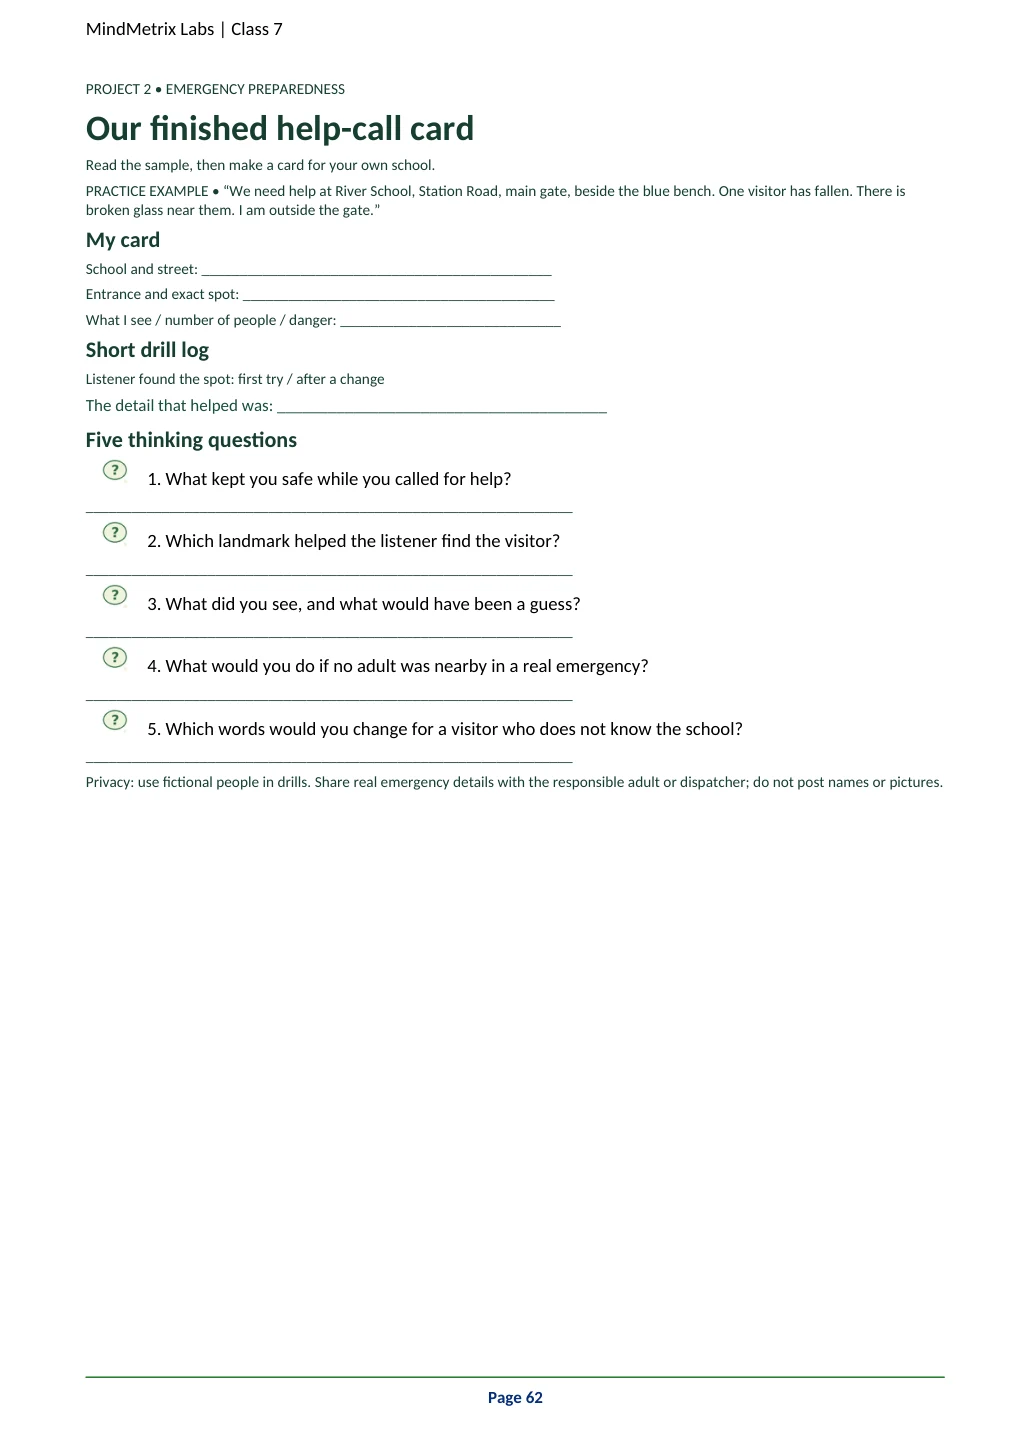 MindMetrix Labs | Class 7
PROJECT 2 • EMERGENCY PREPAREDNESS
Our finished help-call card
Read the sample, then make a card for your own school.
PRACTICE EXAMPLE • “We need help at River School, Station Road, main gate, beside the blue bench. One visitor has fallen. There is
broken glass near them. I am outside the gate.”
My card
School and street: ______________________________________________
Entrance and exact spot: _________________________________________
What I see / number of people / danger: _____________________________
Short drill log
Listener found the spot: first try / after a change
The detail that helped was: _______________________________________
Five thinking questions
? 1. What kept you safe while you called for help?
________________________________________________________________
? 2. Which landmark helped the listener find the visitor?
________________________________________________________________
? 3. What did you see, and what would have been a guess?
________________________________________________________________
? 4. What would you do if no adult was nearby in a real emergency?
________________________________________________________________
? 5. Which words would you change for a visitor who does not know the school?
________________________________________________________________
Privacy: use fictional people in drills. Share real emergency details with the responsible adult or dispatcher; do not post names or pictures.
Page 62